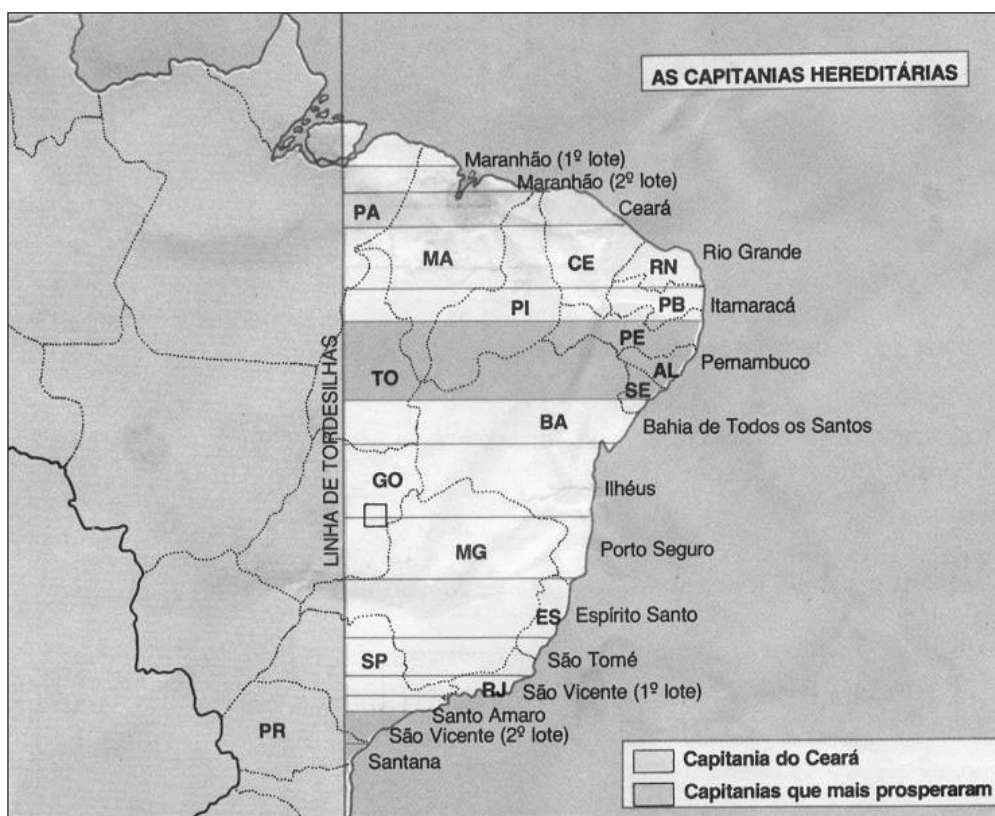 AS CAPITANIAS HEREDITÁRIAS
Maranhão (1º lote)
Maranhão (2º lote)
Ceará
Rio Grande
Itamaracá
Pernambuco
Bahia de Todos os Santos
Ilhéus
Porto Seguro
Espírito Santo
São Tomé
São Vicente (1º lote)
Santo Amaro
São Vicente (2º lote)
Santana
PA
MA
CE
RN
PI
PB
PE
TO
AL
SE
BA
GO
MG
ES
SP
RJ
PR
LINHA DE TORDESILHAS
Capitania do Ceará
Capitanias que mais prosperaram